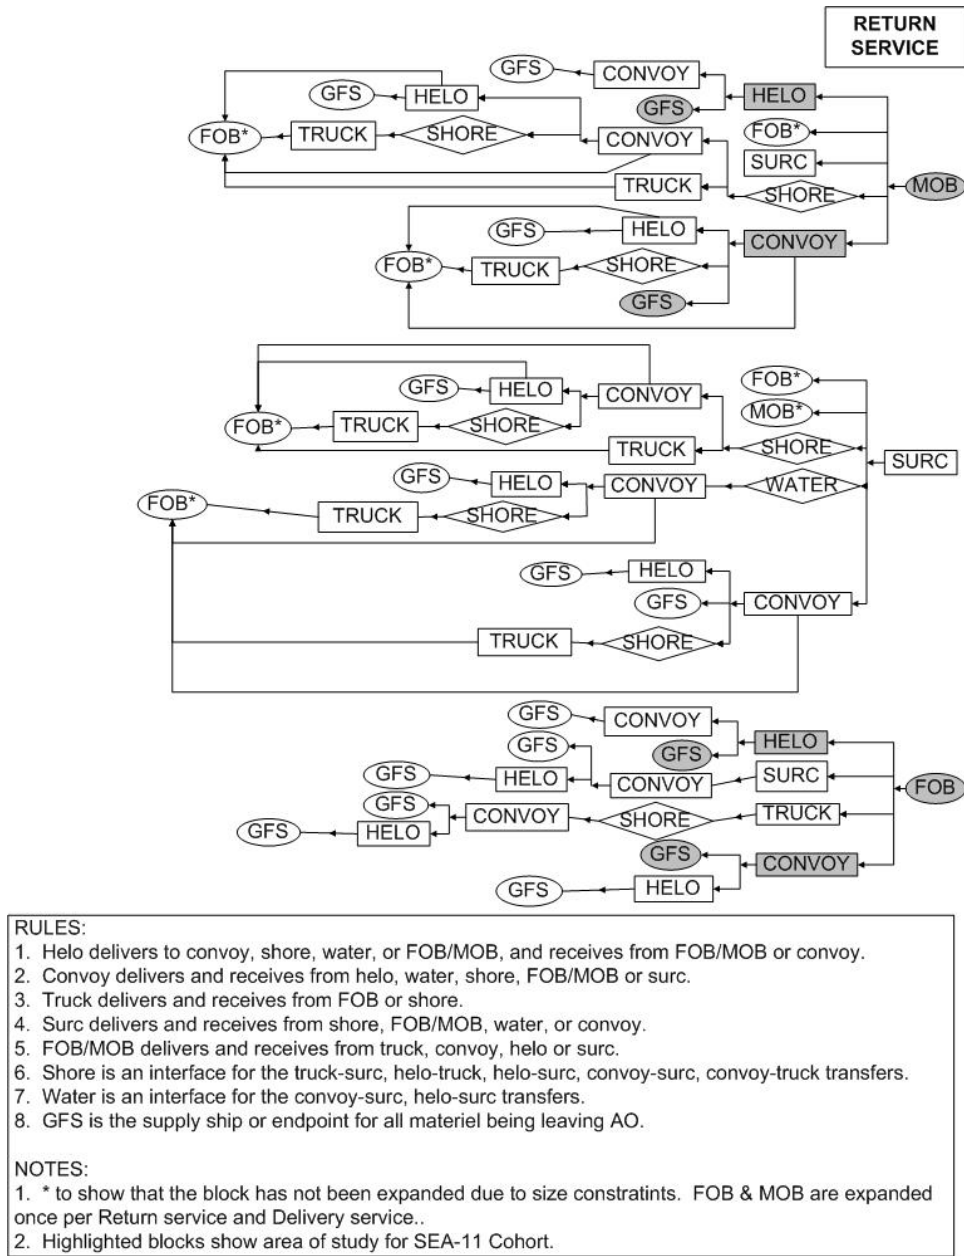 RETURN
SERVICE
GFS
CONVOY
GFS
HELO
GFS
HELO
FOB*
FOB*
TRUCK
SHORE
CONVOY
SURC
TRUCK
SHORE
MOB
GFS
HELO
CONVOY
FOB*
TRUCK
SHORE
GFS
GFS
HELO
CONVOY
FOB*
MOB*
FOB*
TRUCK
SHORE
TRUCK
SHORE
SURC
GFS
HELO
CONVOY
WATER
FOB*
TRUCK
SHORE
GFS
HELO
GFS
CONVOY
TRUCK
SHORE
GFS
CONVOY
GFS
GFS
HELO
GFS
HELO
CONVOY
SURC
FOB
GFS
CONVOY
SHORE
TRUCK
GFS
HELO
GFS
CONVOY
GFS
HELO
RULES:
1. Helo delivers to convoy, shore, water, or FOB/MOB, and receives from FOB/MOB or convoy.
2. Convoy delivers and receives from helo, water, shore, FOB/MOB or surc.
3. Truck delivers and receives from FOB or shore.
4. Surc delivers and receives from shore, FOB/MOB, water, or convoy.
5. FOB/MOB delivers and receives from truck, convoy, helo or surc.
6. Shore is an interface for the truck-surc, helo-truck, helo-surc, convoy-surc, convoy-truck transfers.
7. Water is an interface for the convoy-surc, helo-surc transfers.
8. GFS is the supply ship or endpoint for all materiel being leaving AO.
NOTES:
1. * to show that the block has not been expanded due to size constratints. FOB & MOB are expanded
once per Return service and Delivery service..
2. Highlighted blocks show area of study for SEA-11 Cohort.